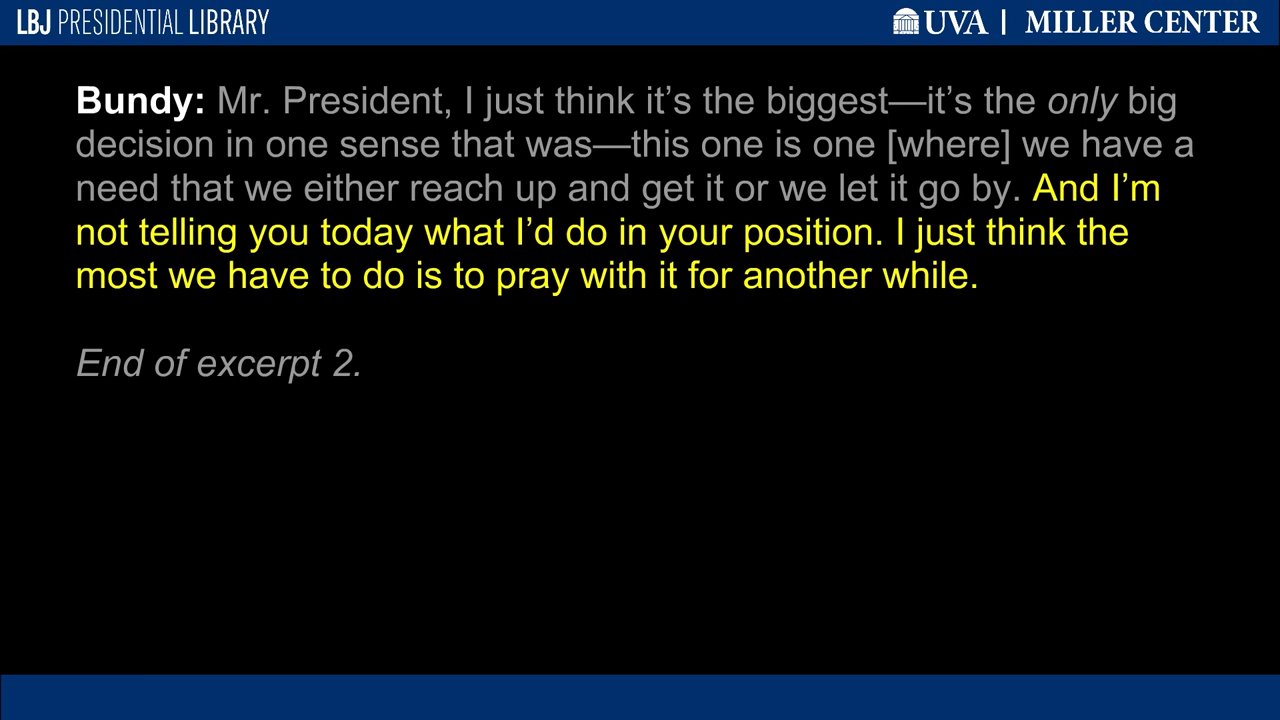 LBJ PRESIDENTIAL LIBRARY
UVA | MILLER CENTER
Bundy: Mr. President, I just think it’s the biggest—it’s the only big
decision in one sense that was—this one is one [where] we have a
need that we either reach up and get it or we let it go by. And I’m
not telling you today what I’d do in your position. I just think the
most we have to do is to pray with it for another while.
End of excerpt 2.